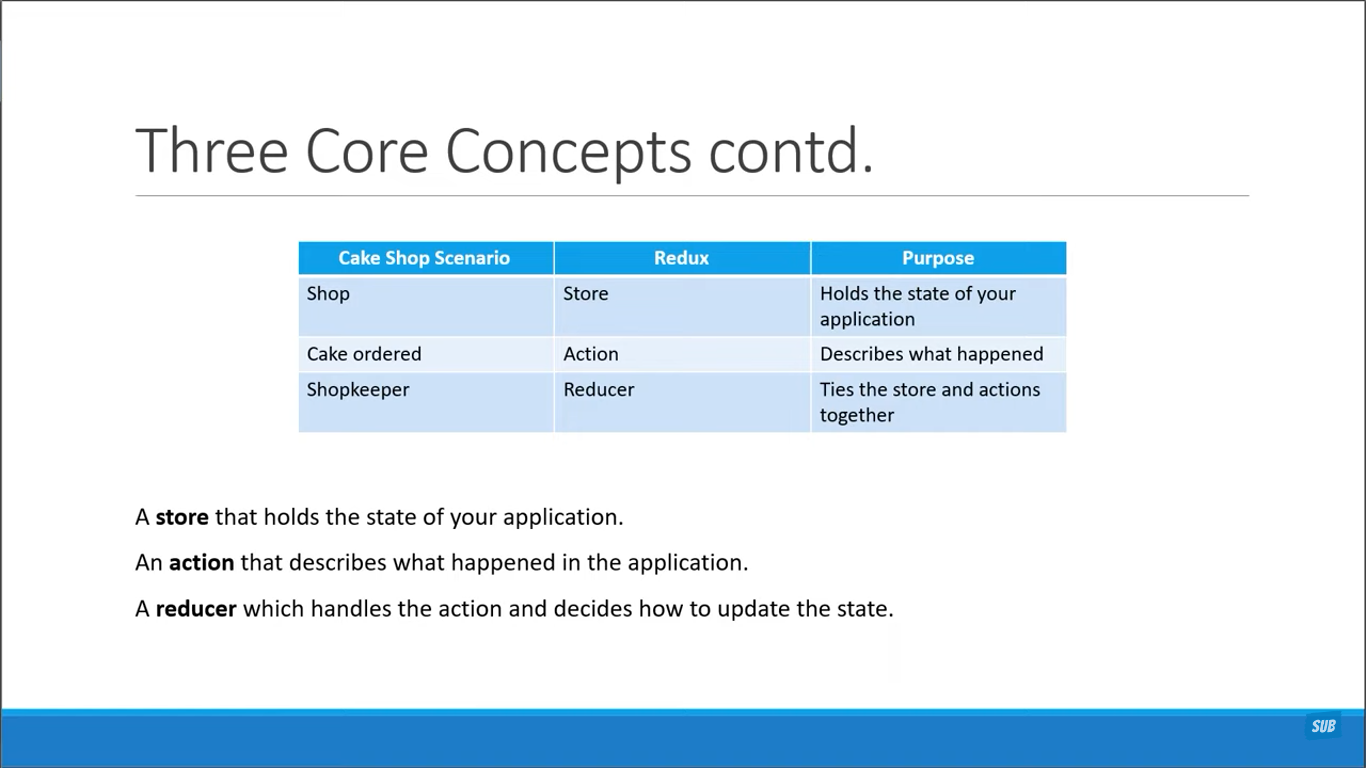 Three Core Concepts contd.
Cake Shop Scenario Redux Purpose
Shop Store Holds the state of your
application
Cake ordered Action Describes what happened
Shopkeeper Reducer Ties the store and actions
together
A store that holds the state of your application.
An action that describes what happened in the application.
A reducer which handles the action and decides how to update the state.
SUB